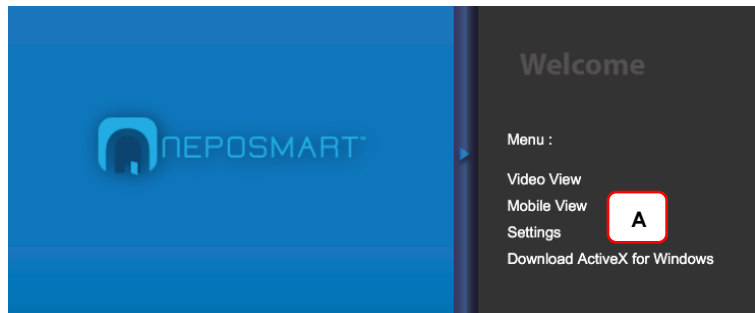 NEPOSMART™
Welcome
Menu :
Video View
Mobile View
Settings
A
Download ActiveX for Windows